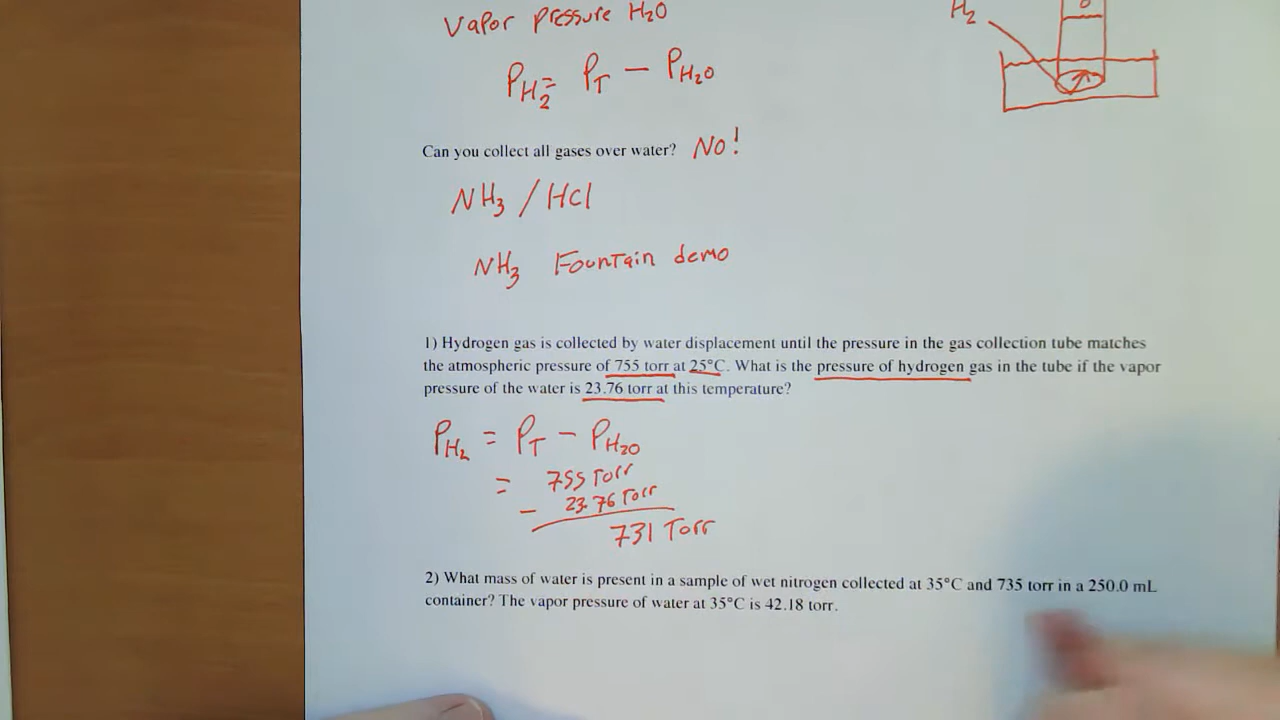 Vapor pressure H2O
H2
PH2 = PT − PH2O
Can you collect all gases over water? NO!
NH3 / HCl
NH3 Fountain demo
1) Hydrogen gas is collected by water displacement until the pressure in the gas collection tube matches
the atmospheric pressure of 755 torr at 25°C. What is the pressure of hydrogen gas in the tube if the vapor
pressure of the water is 23.76 torr at this temperature?
PH2 = PT − PH2O
= 755 Torr
− 23.76 Torr
731 Torr
2) What mass of water is present in a sample of wet nitrogen collected at 35°C and 735 torr in a 250.0 mL
container? The vapor pressure of water at 35°C is 42.18 torr.